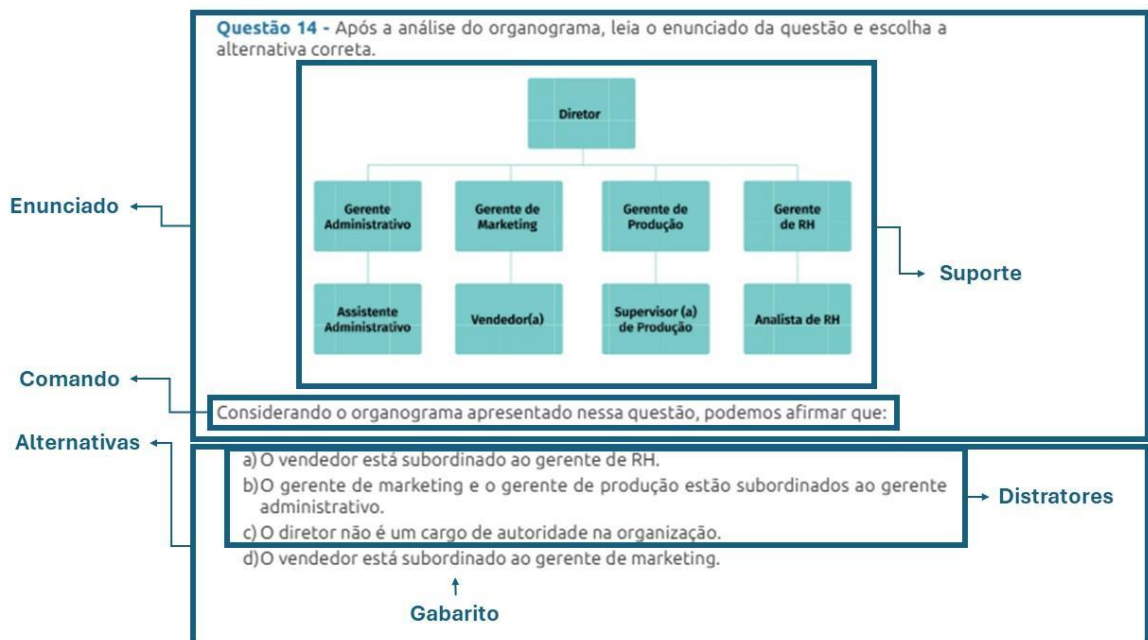 Questão 14 - Após a análise do organograma, leia o enunciado da questão e escolha a
alternativa correta.
Diretor
Gerente
Administrativo
Gerente de
Marketing
Gerente de
Produção
Gerente
de RH
Assistente
Administrativo
Vendedor(a)
Supervisor (a)
de Produção
Analista de RH
Enunciado
Suporte
Comando
Considerando o organograma apresentado nessa questão, podemos afirmar que:
Alternativas
a) O vendedor está subordinado ao gerente de RH.
b) O gerente de marketing e o gerente de produção estão subordinados ao gerente
administrativo.
c) O diretor não é um cargo de autoridade na organização.
Distratores
d) O vendedor está subordinado ao gerente de marketing.
Gabarito